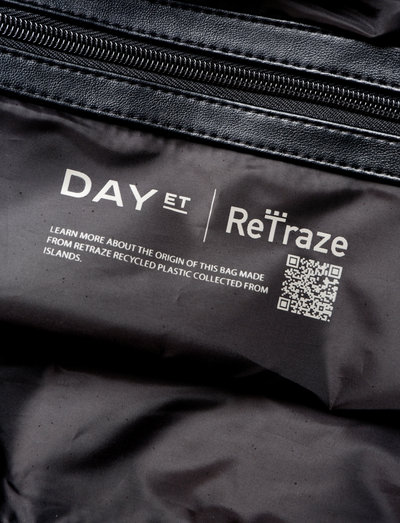 DAY ET | ReTraze
LEARN MORE ABOUT THE ORIGIN OF THIS BAG MADE
FROM RETRAZE RECYCLED PLASTIC COLLECTED FROM
ISLANDS.